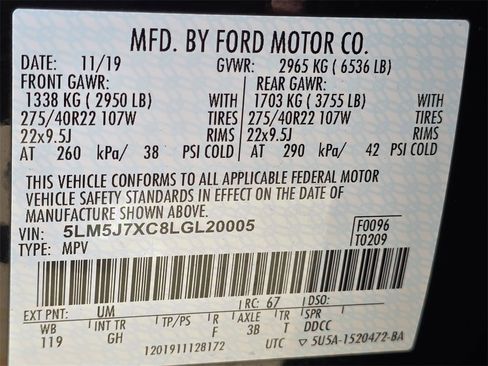 MFD. BY FORD MOTOR CO.
DATE: 11/19 GVWR: 2965 KG ( 6536 LB)
FRONT GAWR: REAR GAWR:
1338 KG ( 2950 LB) WITH 1703 KG ( 3755 LB) WITH
275/40R22 107W TIRES 275/40R22 107W TIRES
22x9.5J RIMS 22x9.5J RIMS
AT 260 kPa/ 38 PSI COLD AT 290 kPa/ 42 PSI COLD
THIS VEHICLE CONFORMS TO ALL APPLICABLE FEDERAL MOTOR
VEHICLE SAFETY STANDARDS IN EFFECT ON THE DATE OF
MANUFACTURE SHOWN ABOVE.
VIN: 5LM5J7XC8LGL20005 F0096
TYPE: MPV T0209
EXT PNT: UM RC: 67 DSO:
WB INT TR TP/PS R AXLE TR S
119 GH F 3B T DDCC
1201911128172 UTC ▽ 5U5A-1520472-BA